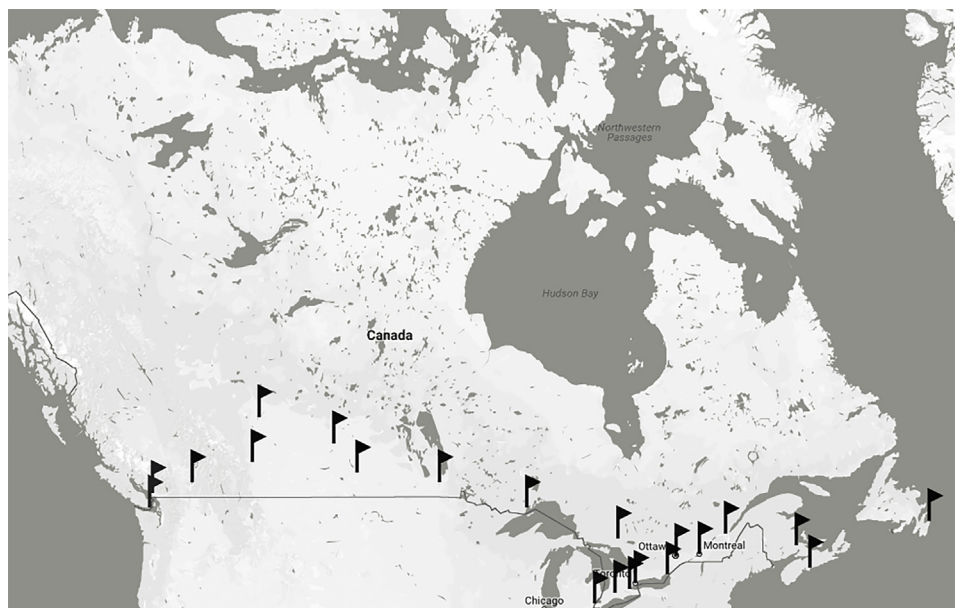 Northwestern
Passages
Hudson Bay
Canada
Ottawa
Montreal
Toronto
Chicago